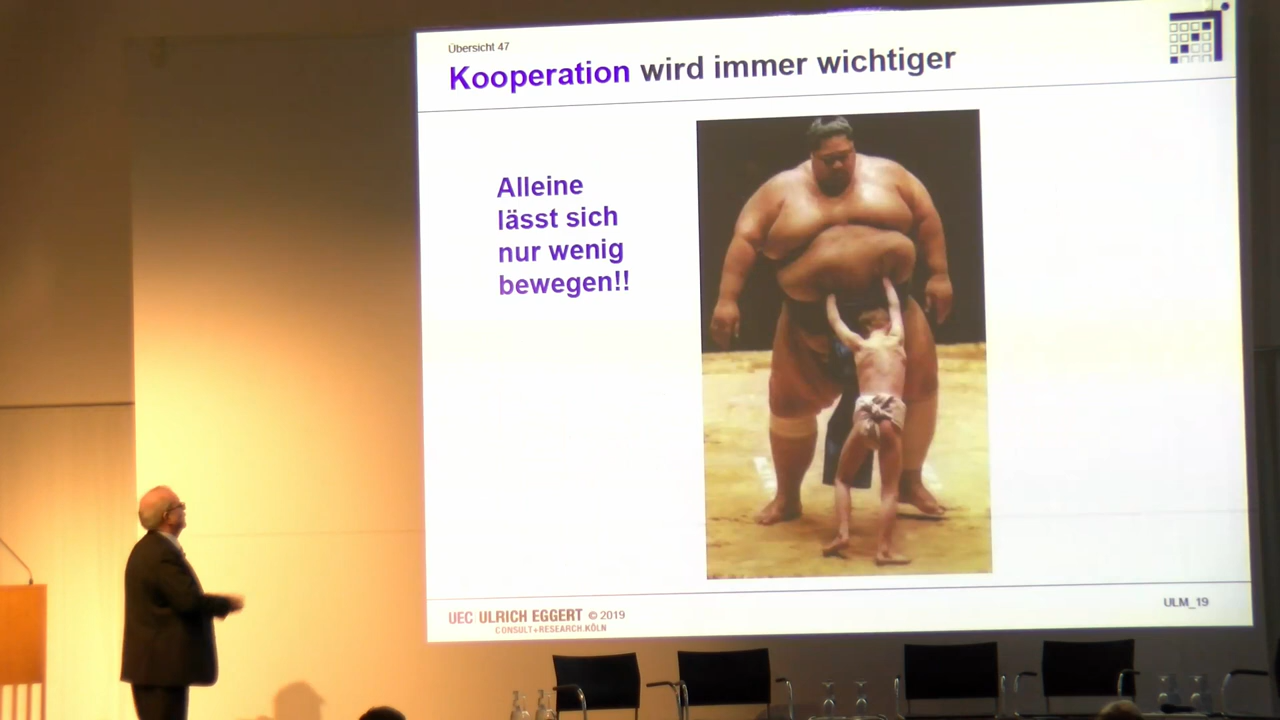 Übersicht 47
Kooperation wird immer wichtiger
Alleine
lässt sich
nur wenig
bewegen!!
UEC ULRICH EGGERT © 2019
CONSULT+RESEARCH.KÖLN
ULM_19